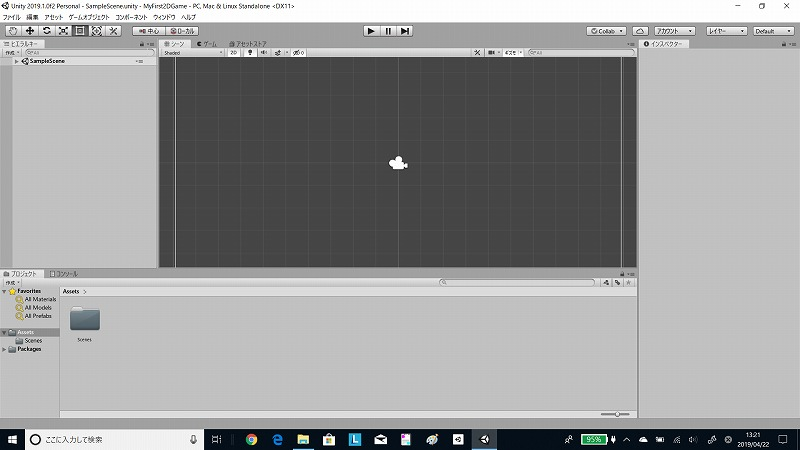 Unity 2019.1.0f2 Personal - SampleScene.unity - MyFirst2DGame - PC, Mac & Linux Standalone <DX11>
ファイル 編集 アセット ゲームオブジェクト コンポーネント ウィンドウ ヘルプ
中心 ローカル Collab アカウント レイヤー Default
ヒエラルキー シーン ゲーム アセットストア インスペクター
作成 All Shaded 2D 0 ギズモ All
SampleScene
プロジェクト コンソール
作成
Favorites Assets
All Materials
All Models
All Prefabs
Assets
Scenes Scenes
Packages
ここに入力して検索 95% 13:21
2019/04/22